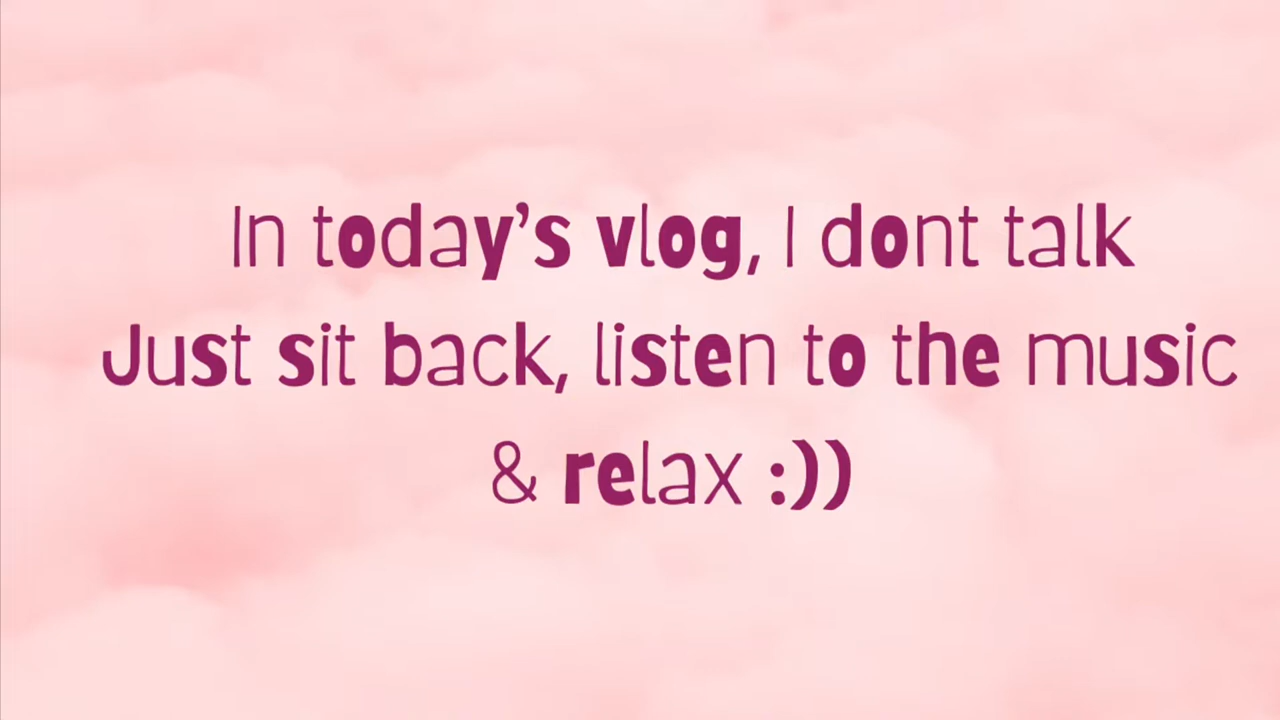 In today’s vlog, I dont talk
Just sit back, listen to the music
& relax :))